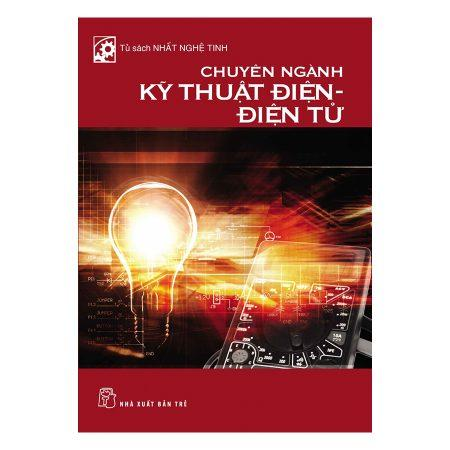 Tủ sách NHẤT NGHỆ TINH
CHUYÊN NGÀNH
KỸ THUẬT ĐIỆN-
ĐIỆN TỬ
NHÀ XUẤT BẢN TRẺ